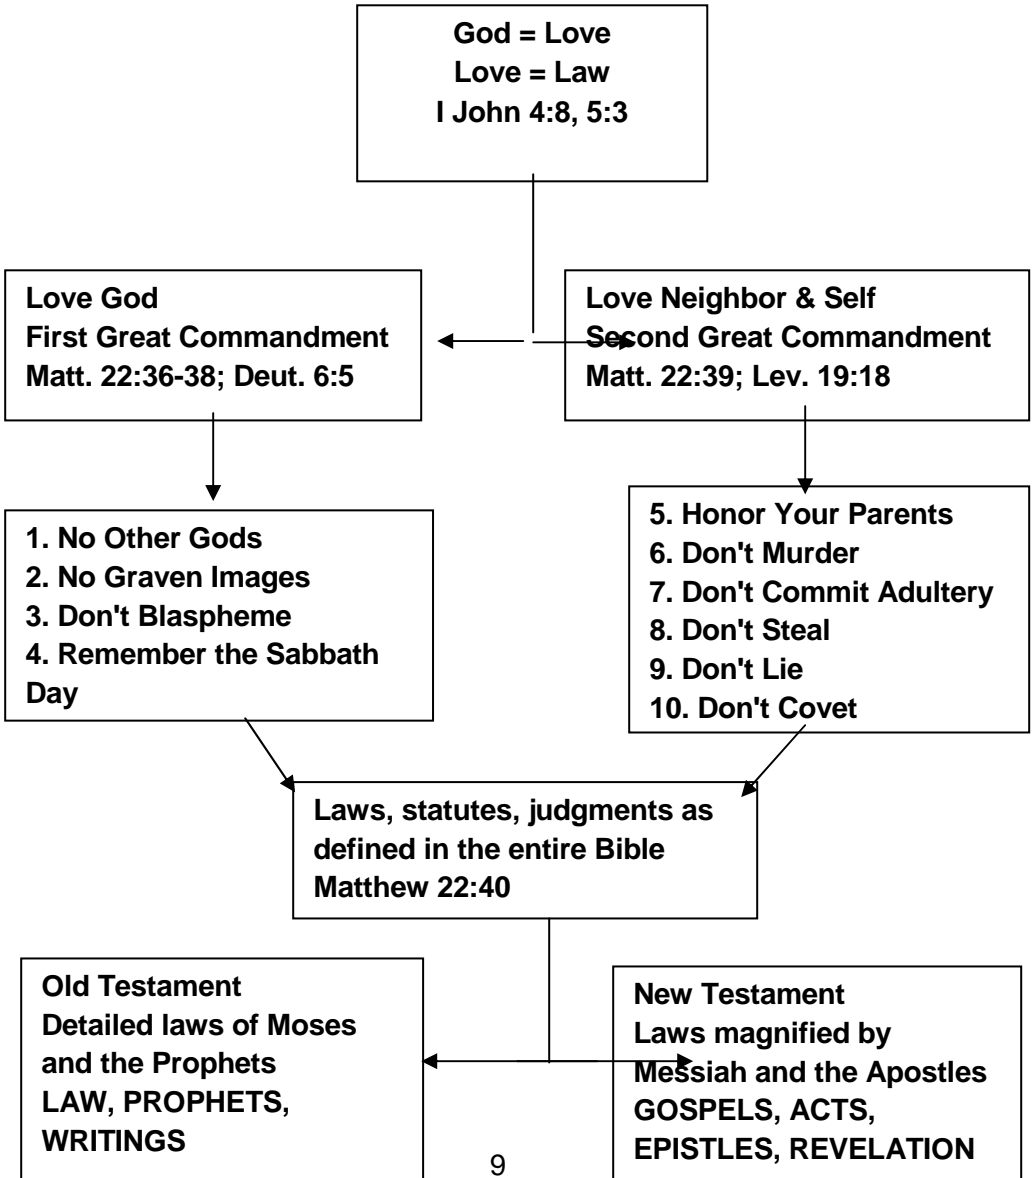 God = Love
Love = Law
I John 4:8, 5:3
Love God
First Great Commandment
Matt. 22:36-38; Deut. 6:5
Love Neighbor & Self
Second Great Commandment
Matt. 22:39; Lev. 19:18
1. No Other Gods
2. No Graven Images
3. Don't Blaspheme
4. Remember the Sabbath
Day
5. Honor Your Parents
6. Don't Murder
7. Don't Commit Adultery
8. Don't Steal
9. Don't Lie
10. Don't Covet
Laws, statutes, judgments as
defined in the entire Bible
Matthew 22:40
Old Testament
Detailed laws of Moses
and the Prophets
LAW, PROPHETS,
WRITINGS
New Testament
Laws magnified by
Messiah and the Apostles
GOSPELS, ACTS,
EPISTLES, REVELATION
9